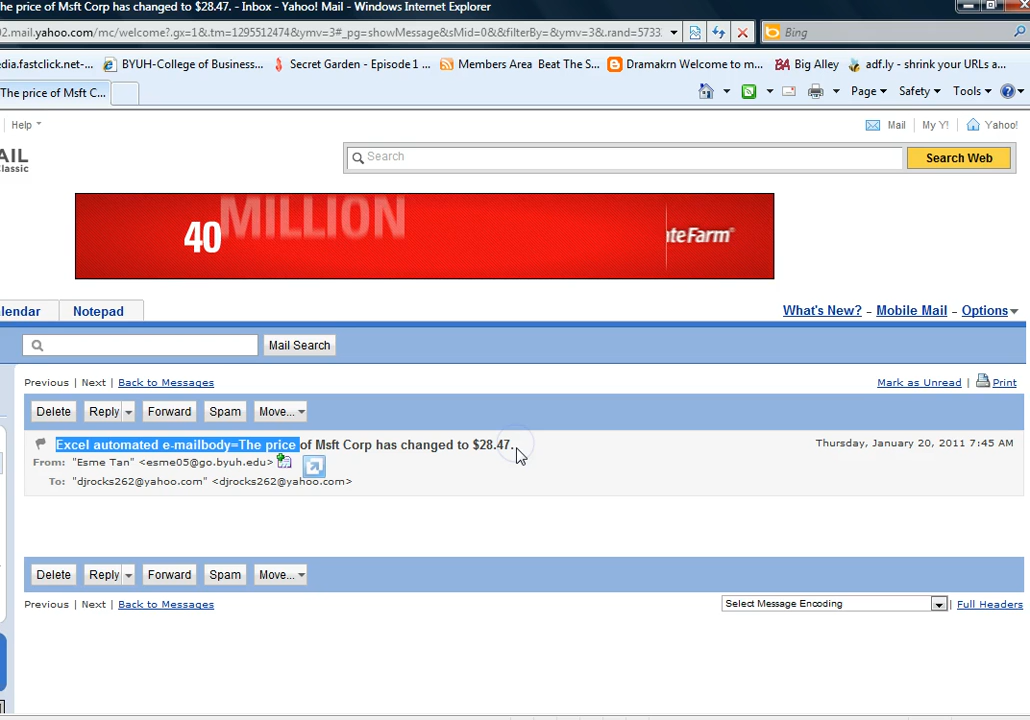 The price of Msft Corp has changed to $28.47. - Inbox - Yahoo! Mail - Windows Internet Explorer
02.mail.yahoo.com/mc/welcome?.gx=1&.tm=1295512474&ymv=3#_pg=showMessage&sMid=0&&filterBy=&ymv=3&.rand=5733
Bing
dia.fastclick.net-... BYUH-College of Business... Secret Garden - Episode 1 ... Members Area Beat The S... Dramakrn Welcome to m... Big Alley adf.ly - shrink your URLs a...
The price of Msft C... Page Safety Tools
Help Mail My Y! Yahoo!
AIL
Classic
Search Search Web
40 MILLION ateFarm®
lendar Notepad What's New? - Mobile Mail - Options
Mail Search
Previous | Next | Back to Messages Mark as Unread | Print
Delete Reply Forward Spam Move...
Excel automated e-mailbody=The price of Msft Corp has changed to $28.47. Thursday, January 20, 2011 7:45 AM
From: "Esme Tan" <esme05@go.byuh.edu>
To: "djrocks262@yahoo.com" <djrocks262@yahoo.com>
Delete Reply Forward Spam Move...
Previous | Next | Back to Messages Select Message Encoding | Full Headers